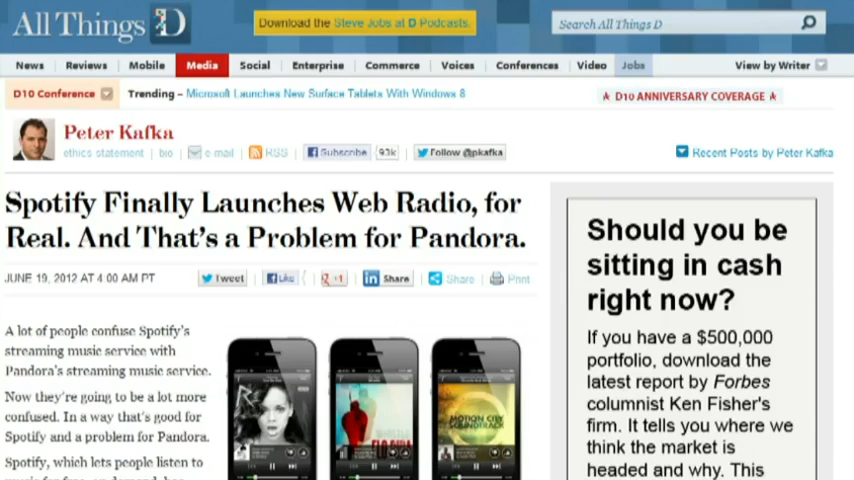 All Things D
Download the Steve Jobs at D Podcasts.
Search All Things D
News Reviews Mobile Media Social Enterprise Commerce Voices Conferences Video Jobs View by Writer
D10 Conference Trending – Microsoft Launches New Surface Tablets With Windows 8
D10 ANNIVERSARY COVERAGE
Peter Kafka
ethics statement | bio | e-mail | RSS | Subscribe 93k | Follow @pkafka
Recent Posts by Peter Kafka
Spotify Finally Launches Web Radio, for
Real. And That's a Problem for Pandora.
JUNE 19, 2012 AT 4:00 AM PT
Tweet | Like | +1 | Share | Share | Print
A lot of people confuse Spotify's
streaming music service with
Pandora's streaming music service.
Now they're going to be a lot more
confused. In a way that's good for
Spotify and a problem for Pandora.
Spotify, which lets people listen to
MOTION CITY
SOUNDTRACK
Should you be
sitting in cash
right now?
If you have a $500,000
portfolio, download the
latest report by Forbes
columnist Ken Fisher's
firm. It tells you where we
think the market is
headed and why. This